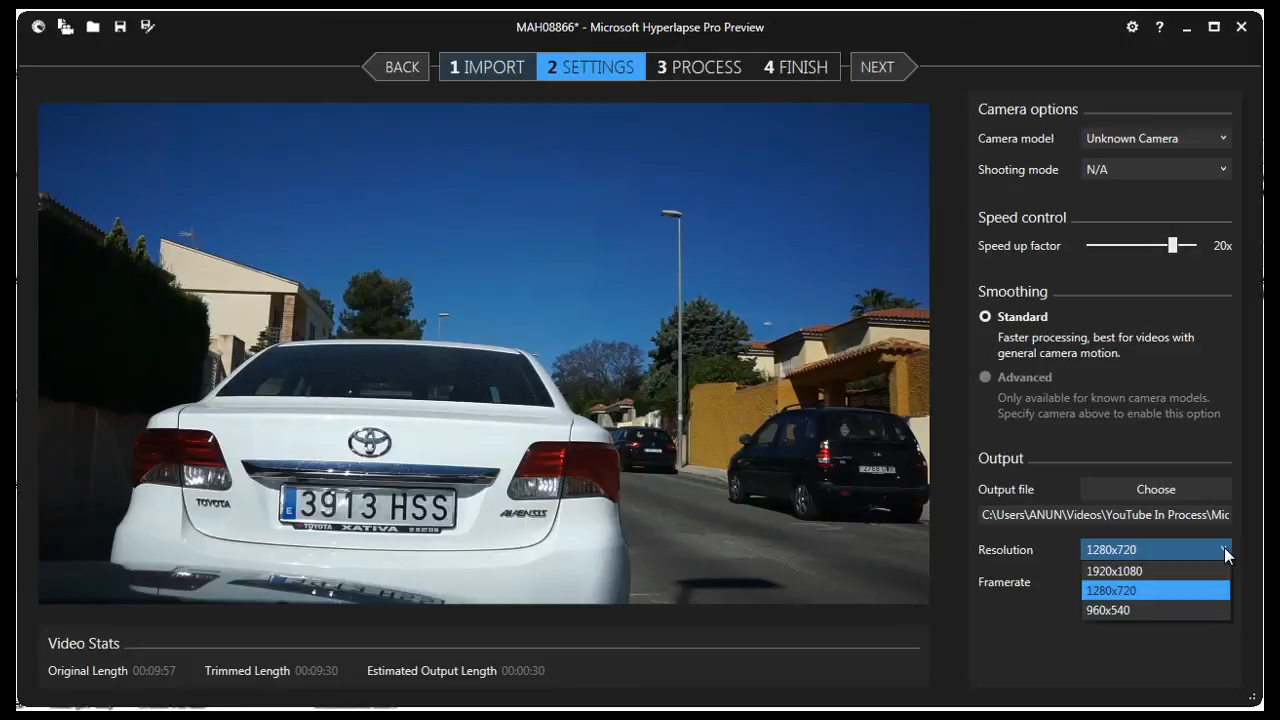 MAH08866* - Microsoft Hyperlapse Pro Preview
?
BACK
1 IMPORT
2 SETTINGS
3 PROCESS
4 FINISH
NEXT
TOYOTA
3913 HSS
E
TOYOTA XATIVA
AVENSIS
Camera options
Camera model Unknown Camera
Shooting mode N/A
Speed control
Speed up factor 20x
Smoothing
Standard
Faster processing, best for videos with
general camera motion.
Advanced
Only available for known camera models.
Specify camera above to enable this option
Output
Output file Choose
C:\Users\ANUN\Videos\YouTube In Process\Mic
Resolution 1280x720
1920x1080
Framerate
1280x720
960x540
Video Stats
Original Length 00:09:57 Trimmed Length 00:09:30 Estimated Output Length 00:00:30